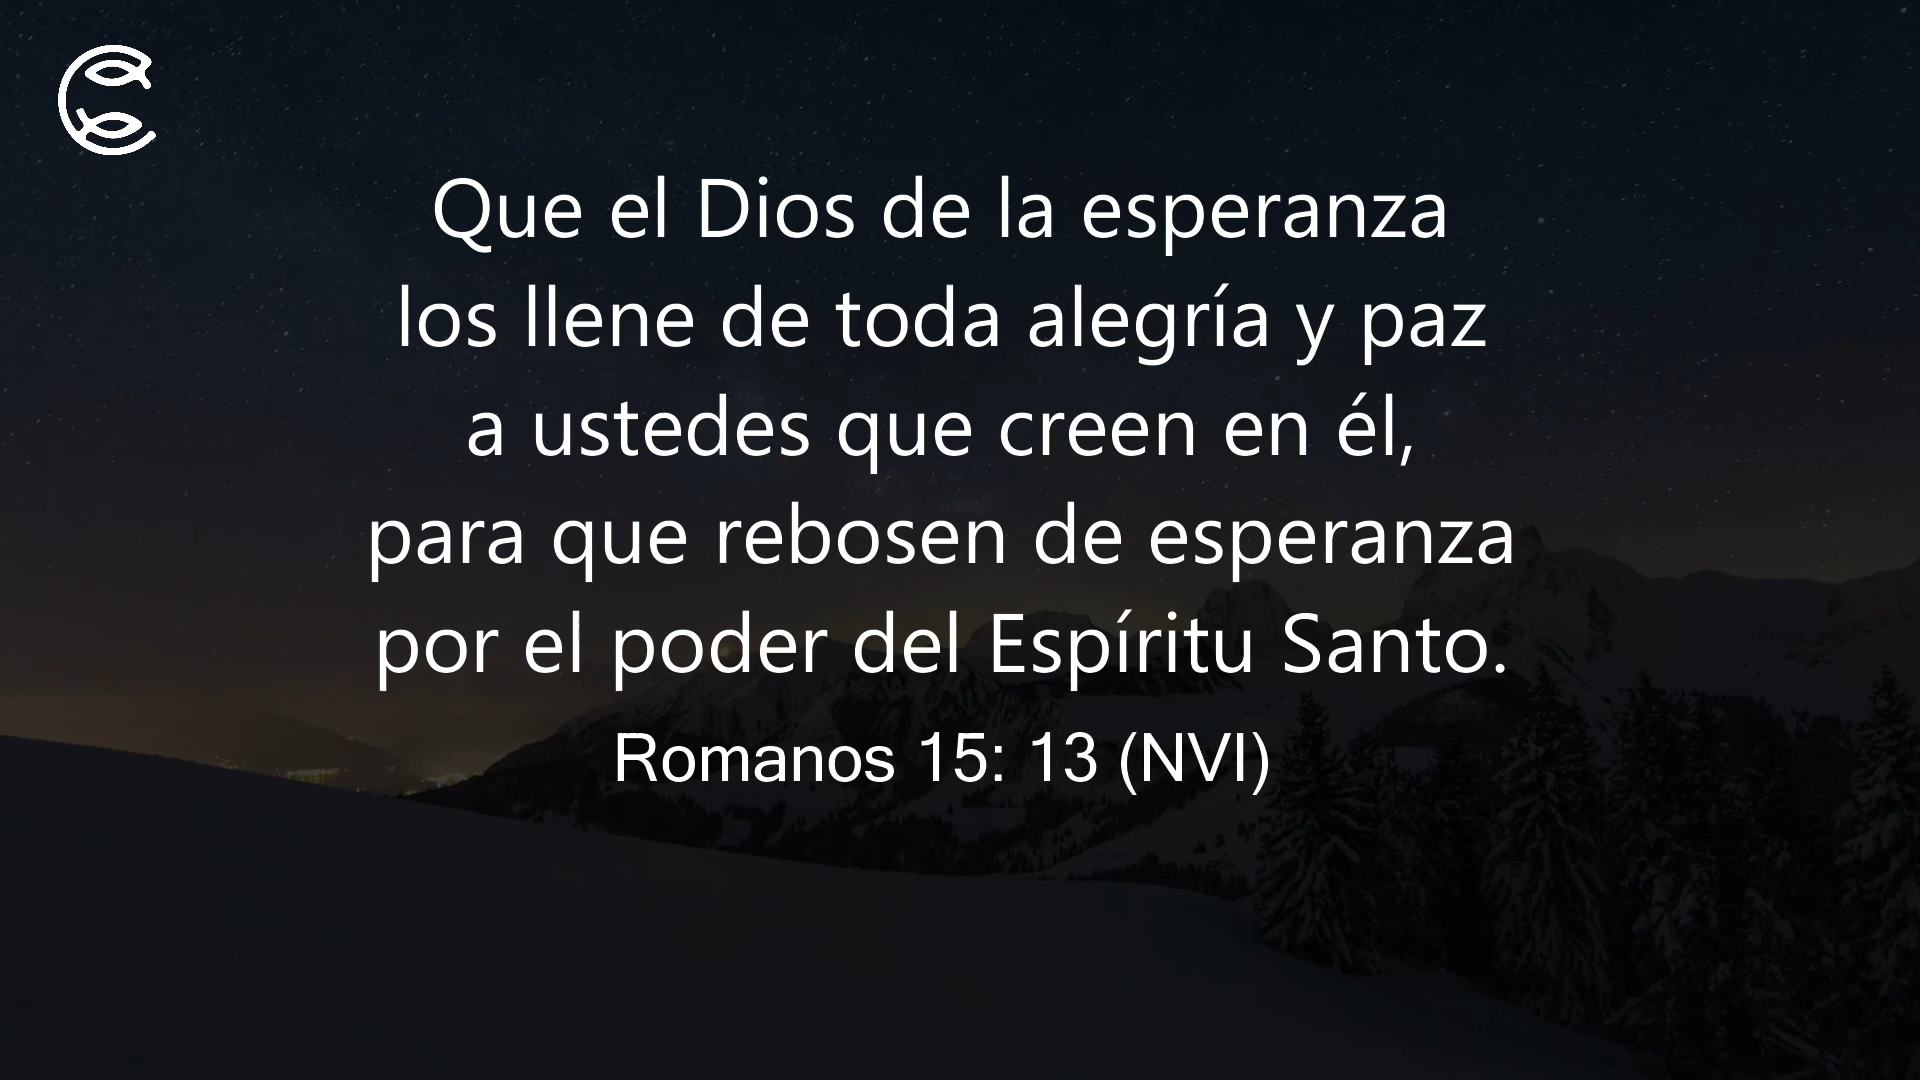 Que el Dios de la esperanza
los llene de toda alegría y paz
a ustedes que creen en él,
para que rebosen de esperanza
por el poder del Espíritu Santo.
Romanos 15: 13 (NVI)